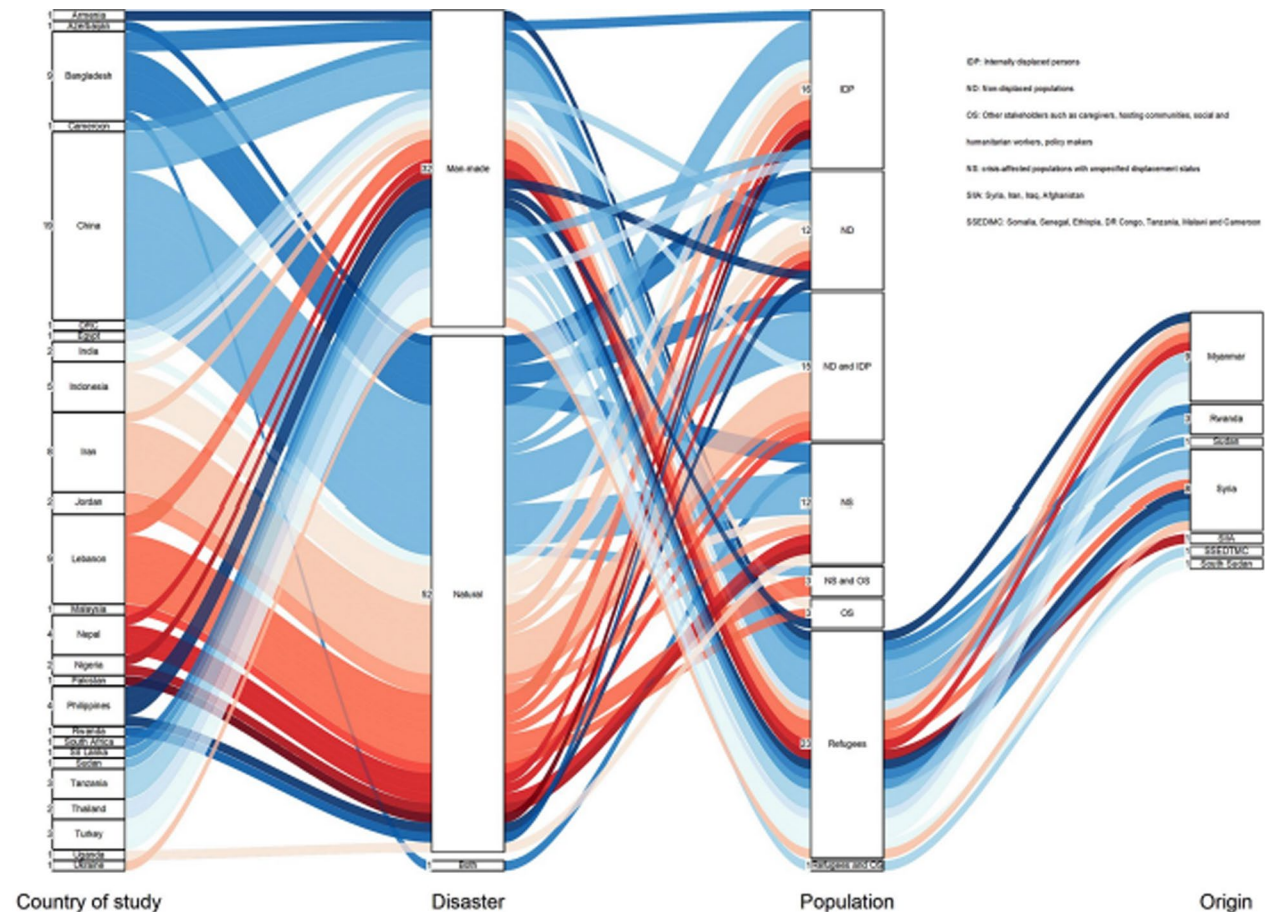 1 Armenia
1 Azerbaijan
9 Bangladesh
1 Cameroon
19 China
1 DRC
1 Egypt
2 India
5 Indonesia
8 Iran
2 Jordan
9 Lebanon
1 Malaysia
4 Nepal
2 Nigeria
1 Pakistan
4 Philippines
1 Rwanda
1 South Africa
1 Sri Lanka
1 Sudan
3 Tanzania
2 Thailand
3 Turkey
1 Uganda
1 Ukraine
Country of study
32 Man-made
52 Natural
1 Both
Disaster
16 IDP
12 ND
15 ND and IDP
12 NS
3 NS and OS
3 OS
23 Refugees
1 Refugees and OS
Population
9 Myanmar
3 Rwanda
1 Sudan
8 Syria
1 SIIA
1 SSEDTMC
1 South Sudan
Origin
IDP: Internally displaced persons
ND: Non displaced populations
OS: Other stakeholders such as caregivers, hosting communities, social and
humanitarian workers, policy makers
NS: crisis-affected populations with unspecified displacement status
SIIA: Syria, Iran, Iraq, Afghanistan
SSEDTMC: Somalia, Senegal, Ethiopia, DR Congo, Tanzania, Malawi and Cameroon